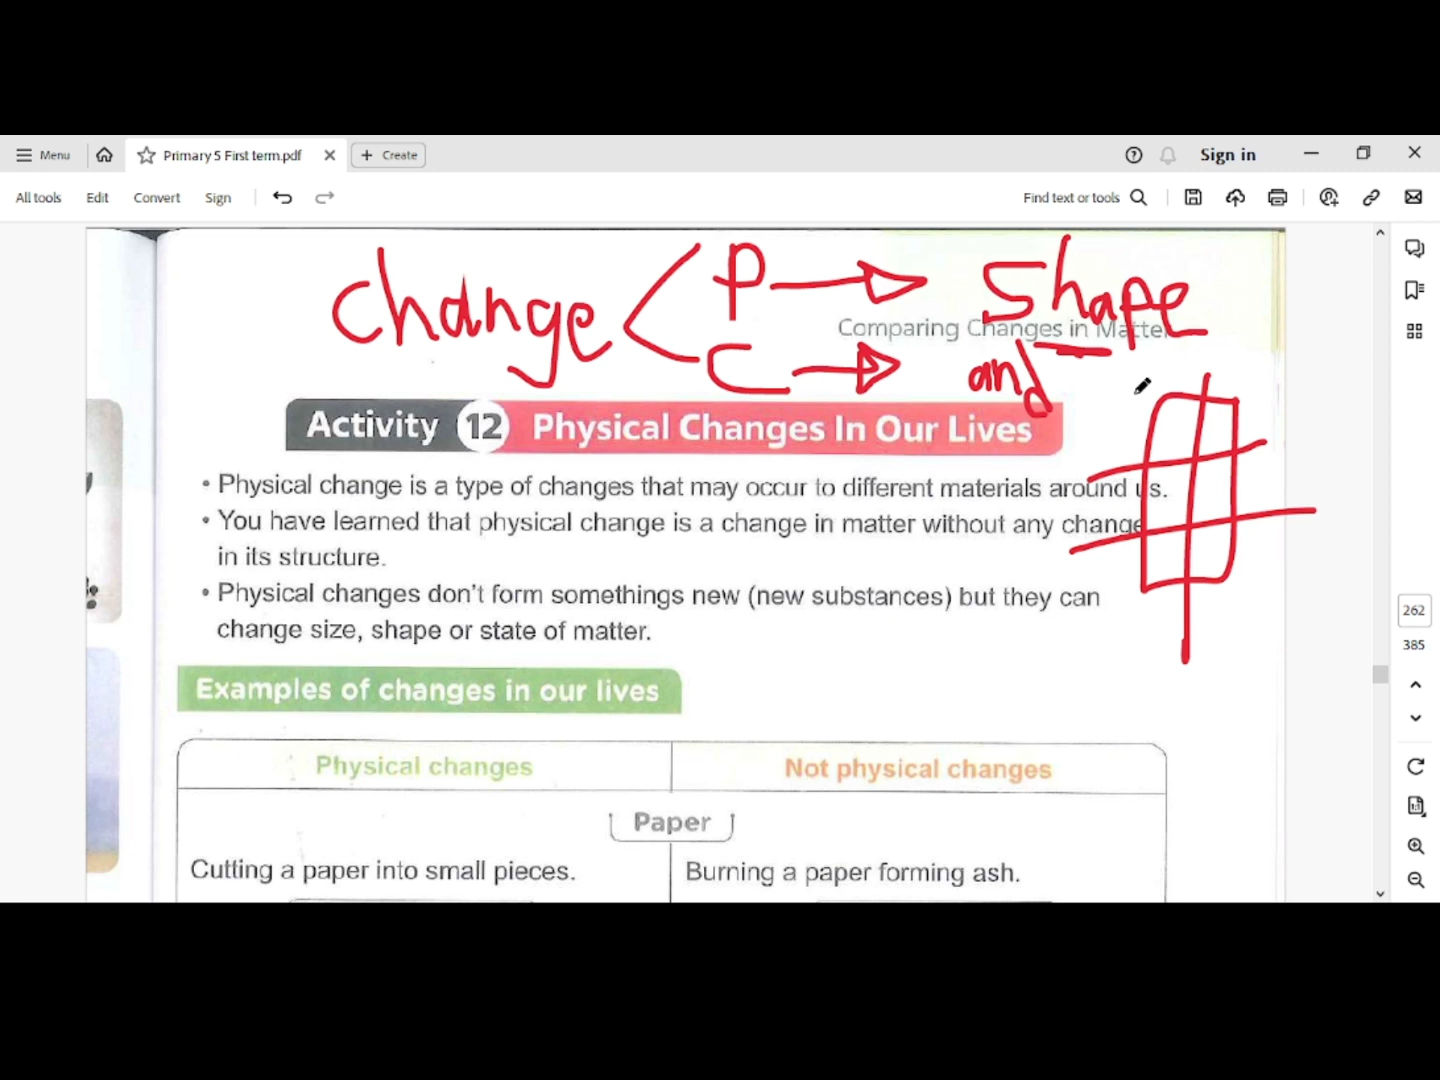 Menu
Primary 5 First term.pdf
Create
Sign in
All tools
Edit
Convert
Sign
Find text or tools
change
P
shape
Comparing Changes in Matter
C
and
Activity 12 Physical Changes In Our Lives
• Physical change is a type of changes that may occur to different materials around us.
• You have learned that physical change is a change in matter without any change
in its structure.
• Physical changes don't form somethings new (new substances) but they can
change size, shape or state of matter.
262
385
Examples of changes in our lives
Physical changes
Not physical changes
Paper
Cutting a paper into small pieces.
Burning a paper forming ash.